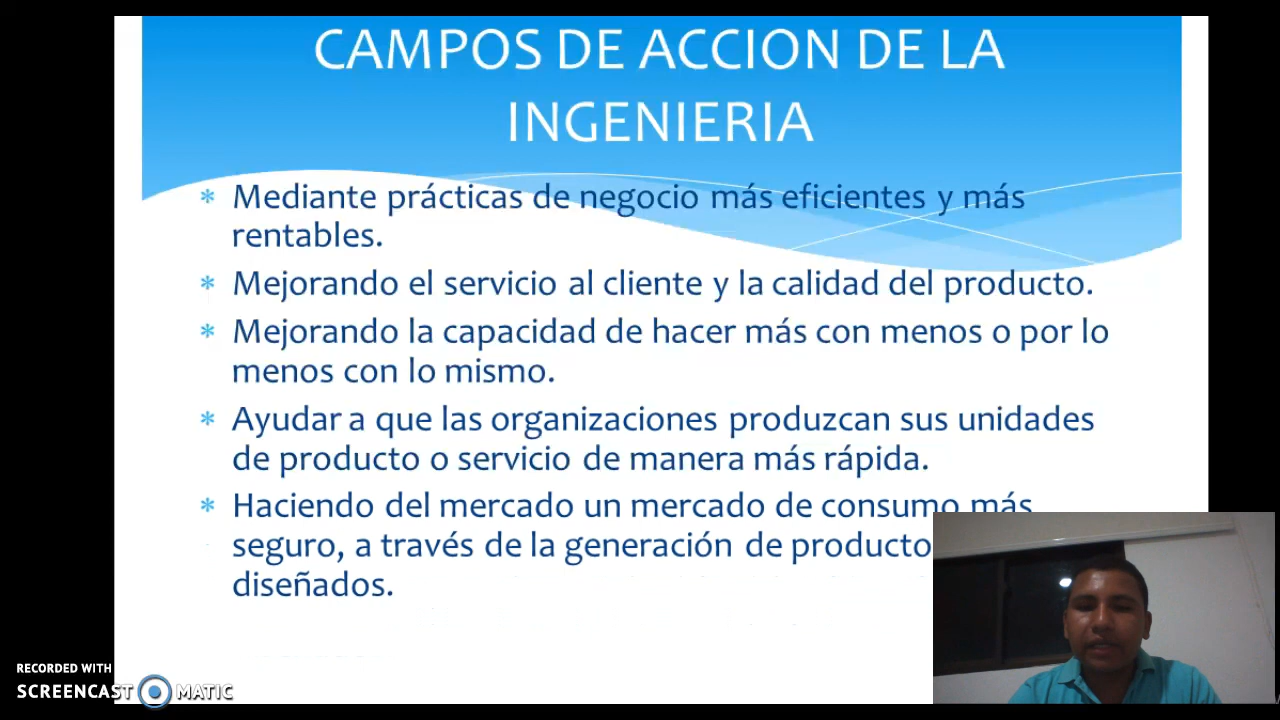 CAMPOS DE ACCION DE LA
INGENIERIA
* Mediante prácticas de negocio más eficientes y más
rentables.
* Mejorando el servicio al cliente y la calidad del producto.
* Mejorando la capacidad de hacer más con menos o por lo
menos con lo mismo.
* Ayudar a que las organizaciones produzcan sus unidades
de producto o servicio de manera más rápida.
* Haciendo del mercado un mercado de consumo más
seguro, a través de la generación de producto
diseñados.
RECORDED WITH
SCREENCAST MATIC